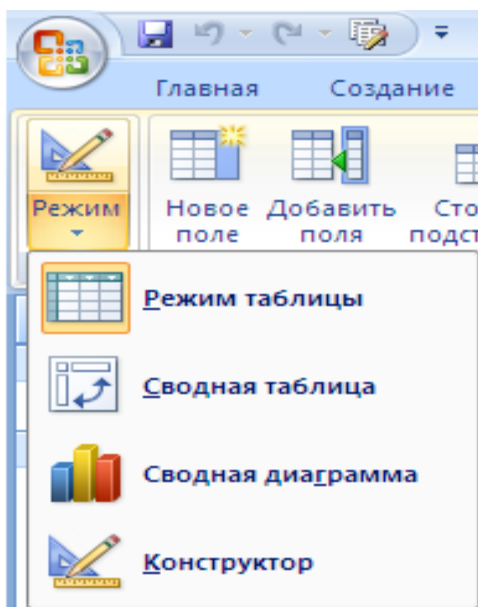 Главная Создание
Режим Новое поле Добавить поля
Режим таблицы
Сводная таблица
Сводная диаграмма
Конструктор